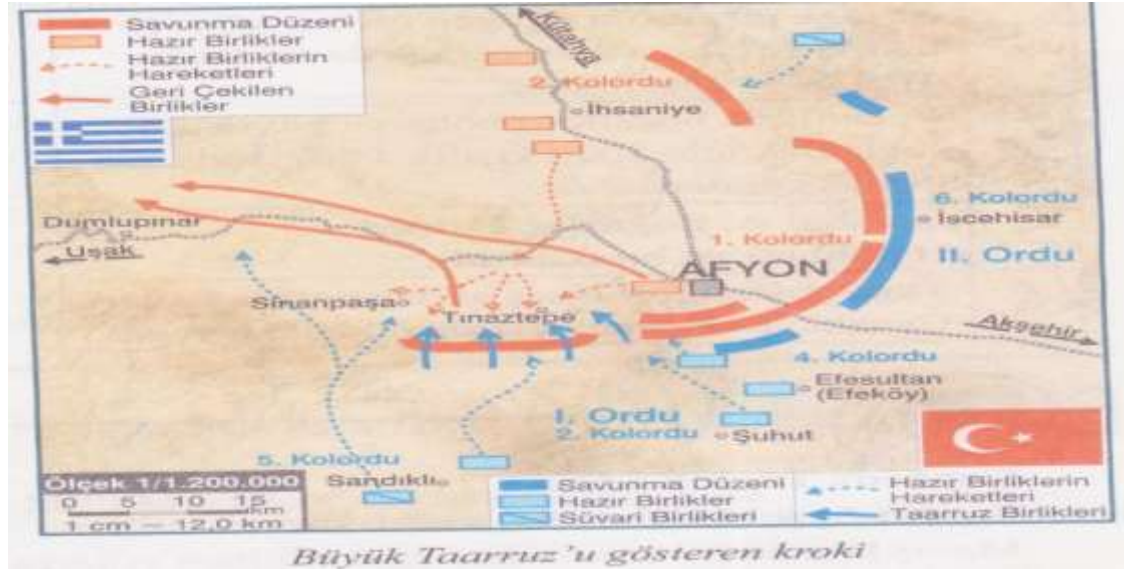 Savunma Düzeni
Hazır Birlikler
Hazır Birliklerin
Hareketleri
Geri Çekilen
Birlikler
Kütahya
2. Kolordu
İhsaniye
6. Kolordu
İscehisar
1. Kolordu
II. Ordu
Dumlupınar
Uşak
AFYON
Sinanpaşa
Tınaztepe
Akşehir
4. Kolordu
Efesultan
(Efeköy)
I. Ordu
2. Kolordu
Şuhut
5. Kolordu
Sandıklı
Ölçek 1/1.200.000
0 5 10 15
km
1 cm – 12,0 km
Savunma Düzeni
Hazır Birlikler
Süvari Birlikleri
Hazır Birliklerin
Hareketleri
Taarruz Birlikleri
Büyük Taarruz'u gösteren kroki